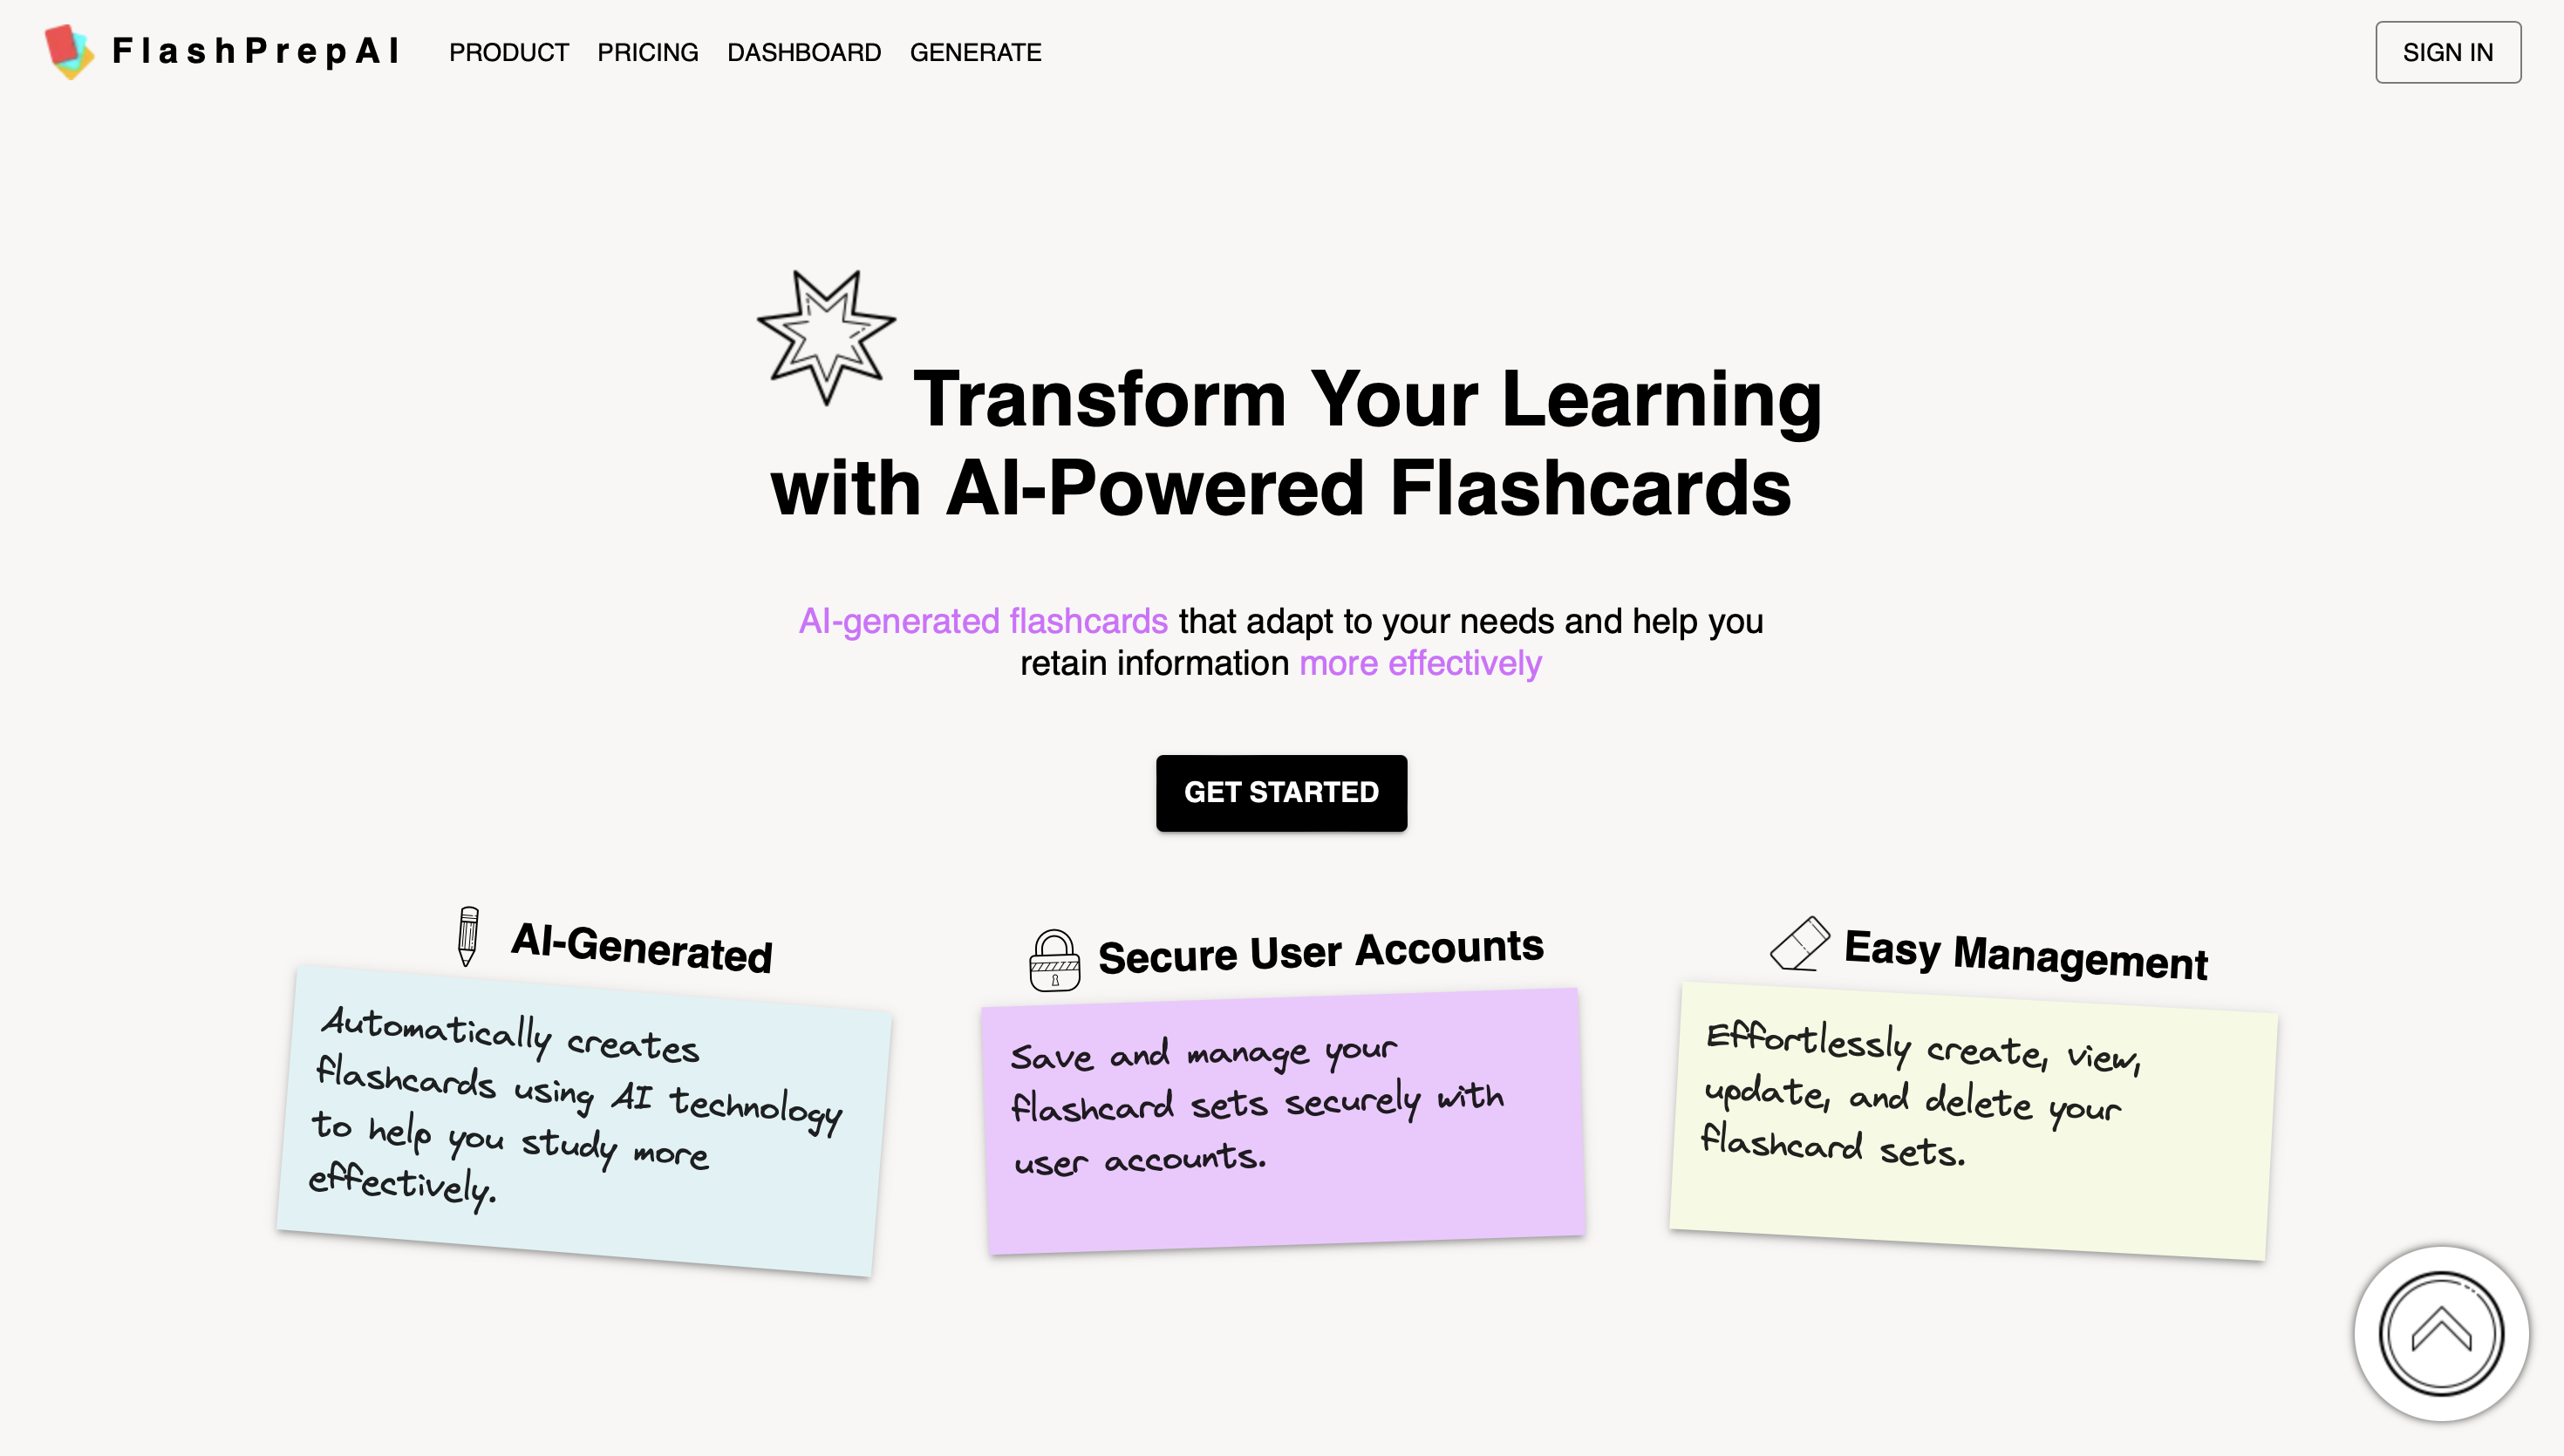 FlashPrepAI PRODUCT PRICING DASHBOARD GENERATE SIGN IN
Transform Your Learning
with AI-Powered Flashcards
AI-generated flashcards that adapt to your needs and help you
retain information more effectively
GET STARTED
AI-Generated
Automatically creates
flashcards using AI technology
to help you study more
effectively.
Secure User Accounts
Save and manage your
flashcard sets securely with
user accounts.
Easy Management
Effortlessly create, view,
update, and delete your
flashcard sets.